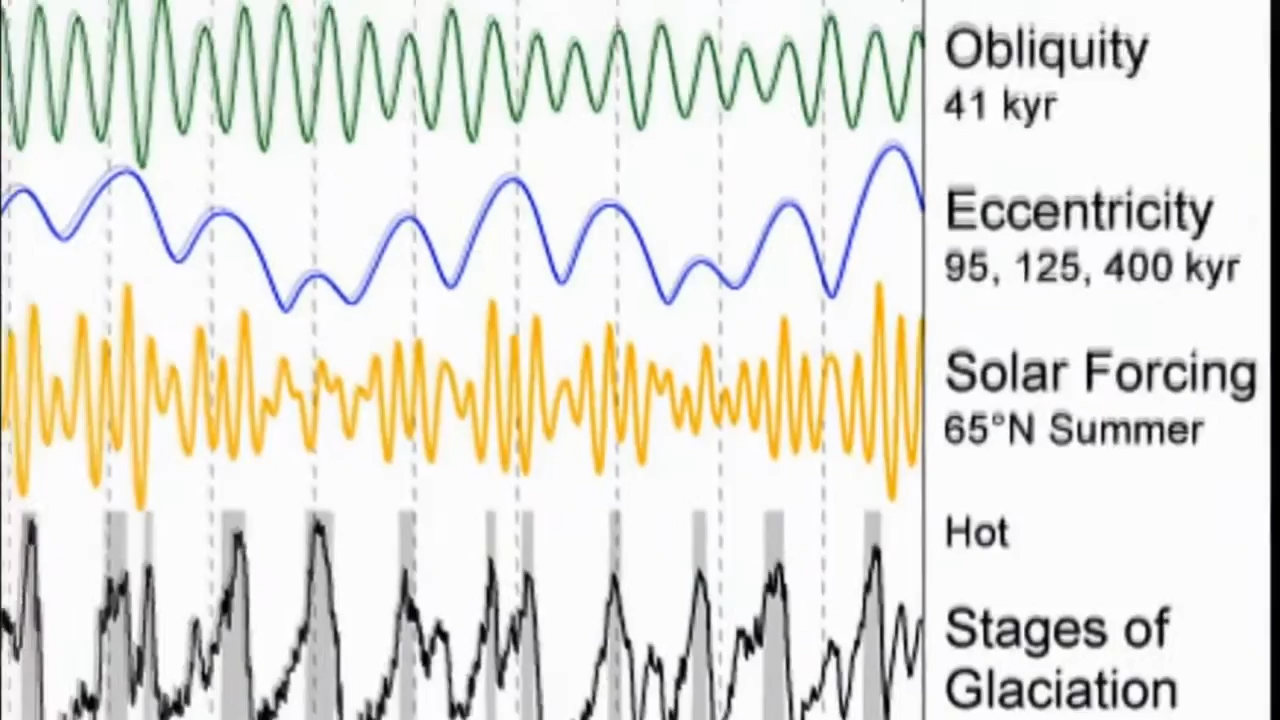 Obliquity
41 kyr
Eccentricity
95, 125, 400 kyr
Solar Forcing
65°N Summer
Hot
Stages of
Glaciation